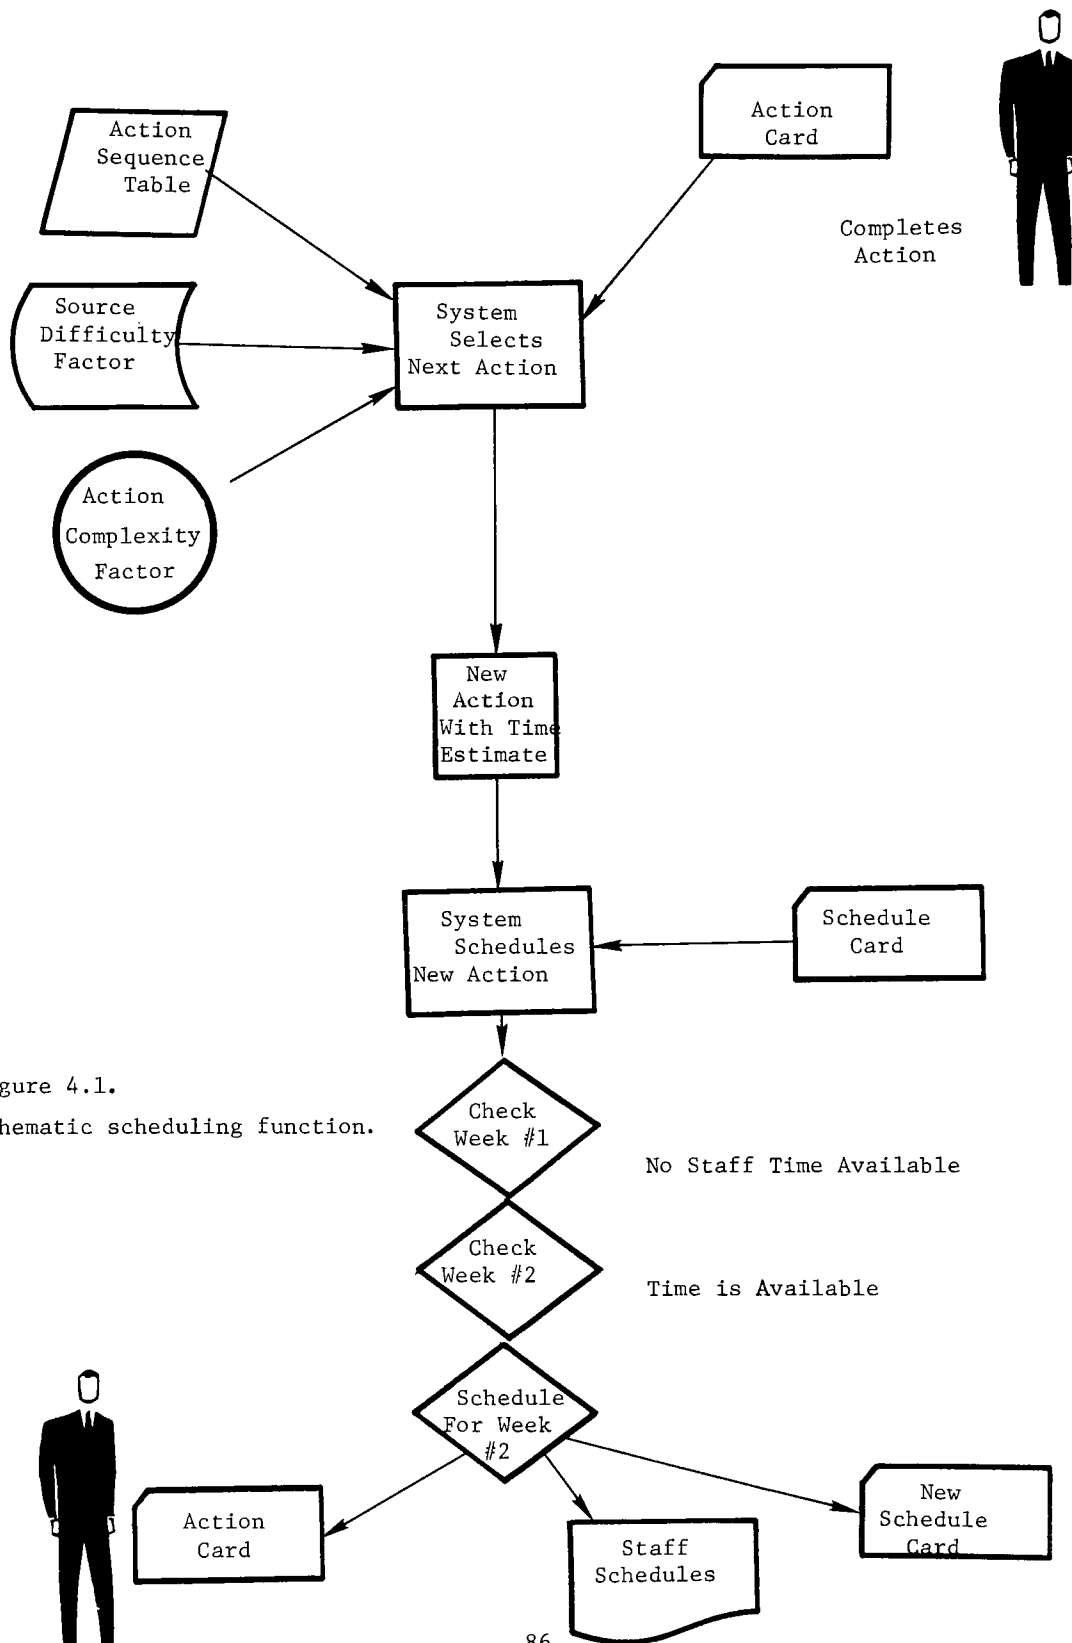 Action
Card
Action
Sequence
Table
Completes
Action
Source
Difficulty
Factor
System
Selects
Next Action
Action
Complexity
Factor
New
Action
With Time
Estimate
System
Schedules
New Action
Schedule
Card
gure 4.1.
hematic scheduling function.
Check
Week #1
No Staff Time Available
Check
Week #2
Time is Available
Schedule
For Week
#2
Action
Card
Staff
Schedules
New
Schedule
Card
86